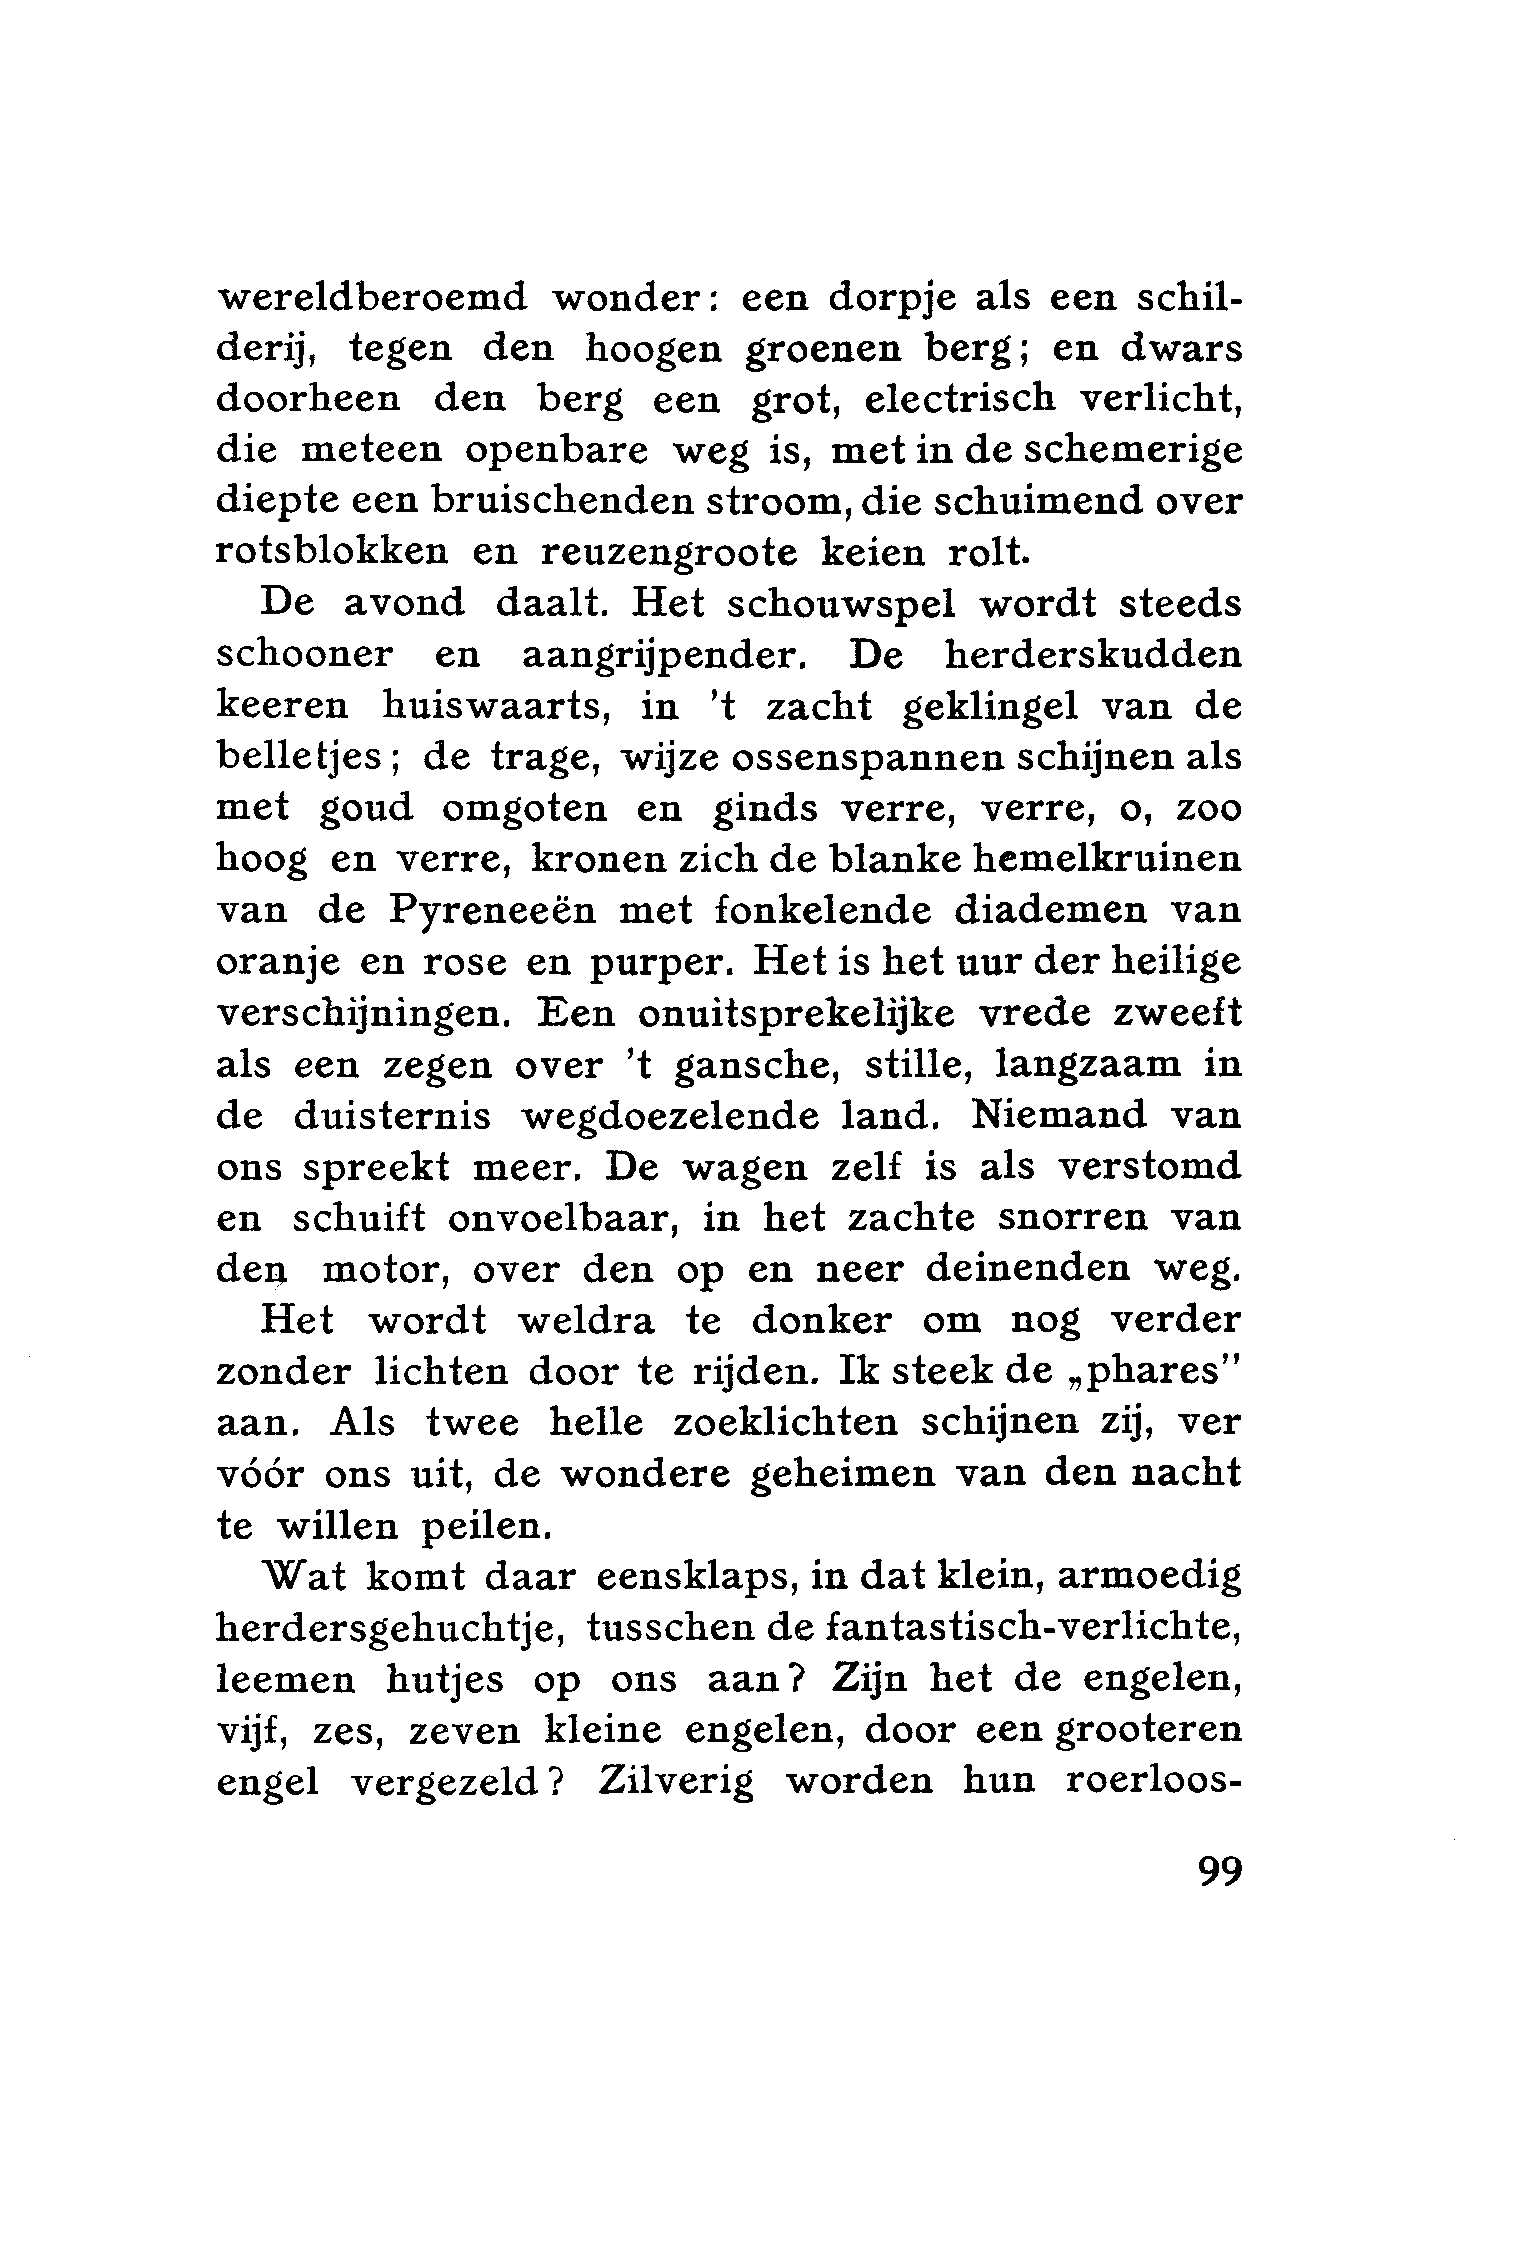 wereldberoemd wonder: een dorpje als een schil-
derij, tegen den hoogen groenen berg; en dwars
doorheen den berg een grot, electrisch verlicht,
die meteen openbare weg is, met in de schemerige
diepte een bruischenden stroom, die schuimend over
rotsblokken en reuzengroote keien rolt.
De avond daalt. Het schouwspel wordt steeds
schooner en aangrijpender. De herderskudden
keeren huiswaarts, in 't zacht geklingel van de
belletjes; de trage, wijze ossenspannen schijnen als
met goud omgoten en ginds verre, verre, o, zoo
hoog en verre, kronen zich de blanke hemelkruinen
van de Pyreneeën met fonkelende diademen van
oranje en rose en purper. Het is het uur der heilige
verschijningen. Een onuitsprekelijke vrede zweeft
als een zegen over 't gansche, stille, langzaam in
de duisternis wegdoezelende land. Niemand van
ons spreekt meer. De wagen zelf is als verstomd
en schuift onvoelbaar, in het zachte snorren van
den motor, over den op en neer deinenden weg.
Het wordt weldra te donker om nog verder
zonder lichten door te rijden. Ik steek de „phares”
aan. Als twee helle zoeklichten schijnen zij, ver
vóór ons uit, de wondere geheimen van den nacht
te willen peilen.
Wat komt daar eensklaps, in dat klein, armoedig
herdersgehuchtje, tusschen de fantastisch-verlichte,
leemen hutjes op ons aan? Zijn het de engelen,
vijf, zes, zeven kleine engelen, door een grooteren
engel vergezeld? Zilverig worden hun roerloos-
99